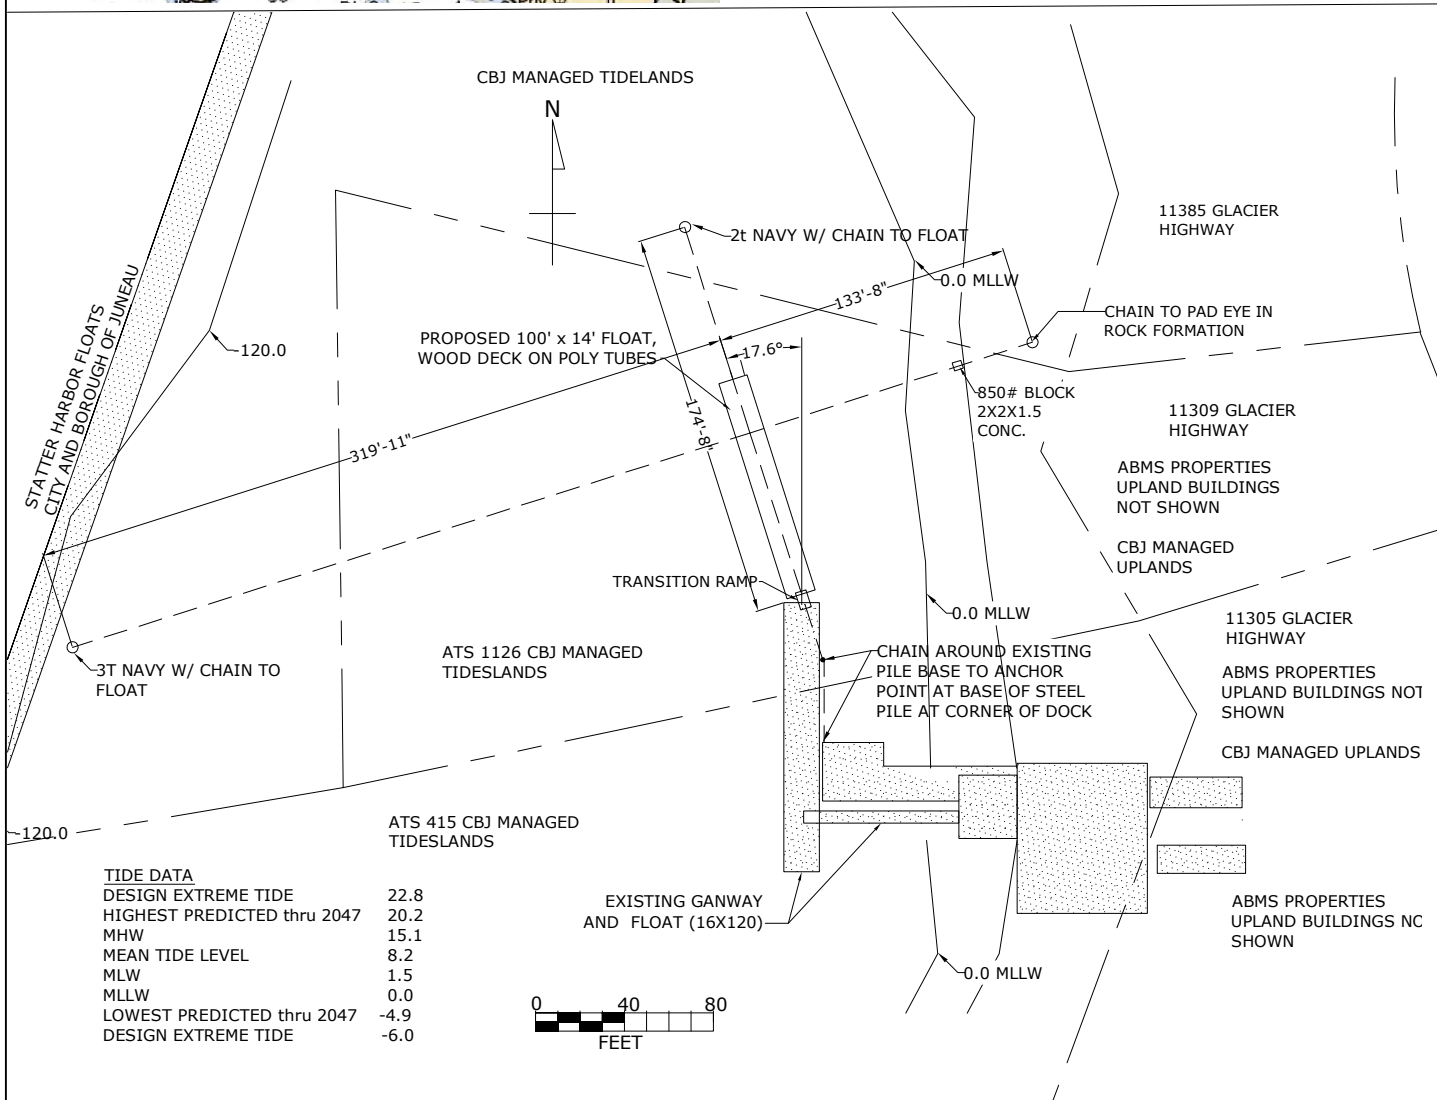 CBJ MANAGED TIDELANDS
N
2t NAVY W/ CHAIN TO FLOAT
11385 GLACIER
HIGHWAY
0.0 MLLW
133'-8"
CHAIN TO PAD EYE IN
ROCK FORMATION
STATTER HARBOR FLOATS
CITY AND BOROUGH OF JUNEAU
-120.0
PROPOSED 100' x 14' FLOAT,
WOOD DECK ON POLY TUBES
17.6°
850# BLOCK
2X2X1.5
CONC.
11309 GLACIER
HIGHWAY
174'-8"
319'-11"
ABMS PROPERTIES
UPLAND BUILDINGS
NOT SHOWN
CBJ MANAGED
UPLANDS
TRANSITION RAMP
0.0 MLLW
11305 GLACIER
HIGHWAY
3T NAVY W/ CHAIN TO
FLOAT
ATS 1126 CBJ MANAGED
TIDESLANDS
CHAIN AROUND EXISTING
PILE BASE TO ANCHOR
POINT AT BASE OF STEEL
PILE AT CORNER OF DOCK
ABMS PROPERTIES
UPLAND BUILDINGS NOT
SHOWN
CBJ MANAGED UPLANDS
-120.0
ATS 415 CBJ MANAGED
TIDESLANDS
TIDE DATA
DESIGN EXTREME TIDE 22.8
HIGHEST PREDICTED thru 2047 20.2
MHW 15.1
MEAN TIDE LEVEL 8.2
MLW 1.5
MLLW 0.0
LOWEST PREDICTED thru 2047 -4.9
DESIGN EXTREME TIDE -6.0
EXISTING GANWAY
AND FLOAT (16X120)
ABMS PROPERTIES
UPLAND BUILDINGS
SHOWN
0.0 MLLW
0 40 80
FEET